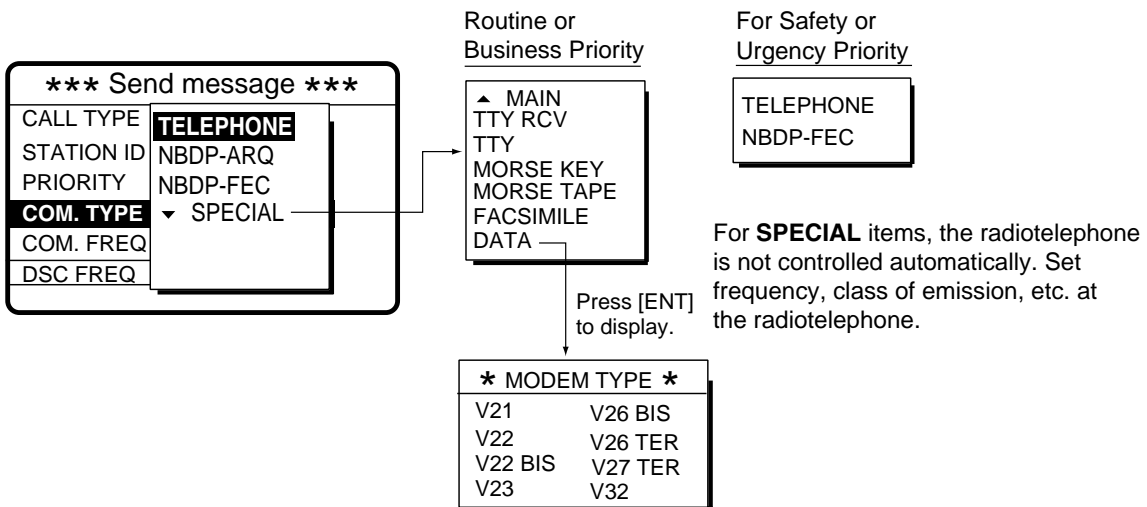 Routine or
Business Priority
For Safety or
Urgency Priority
*** Send message ***
CALL TYPE
STATION ID
PRIORITY
COM. TYPE
COM. FREQ
DSC FREQ
TELEPHONE
NBDP-ARQ
NBDP-FEC
▼ SPECIAL
▲ MAIN
TTY RCV
TTY
MORSE KEY
MORSE TAPE
FACSIMILE
DATA
TELEPHONE
NBDP-FEC
For SPECIAL items, the radiotelephone
is not controlled automatically. Set
frequency, class of emission, etc. at
the radiotelephone.
Press [ENT]
to display.
* MODEM TYPE *
V21
V22
V22 BIS
V23
V26 BIS
V26 TER
V27 TER
V32